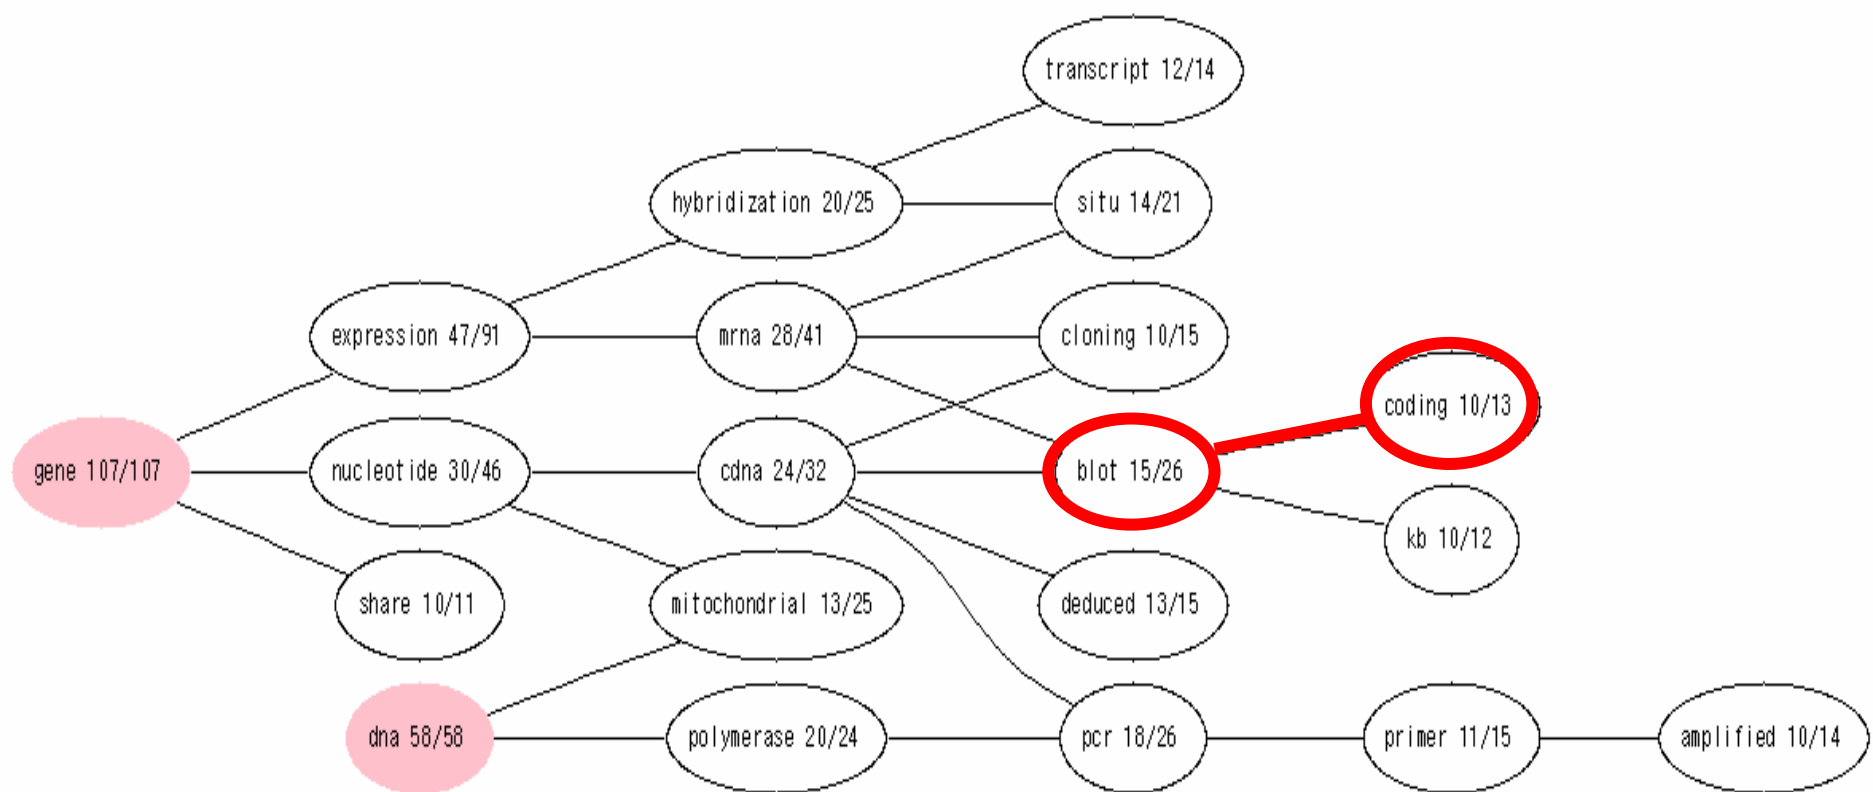 transcript 12/14
hybridization 20/25
situ 14/21
expression 47/91
mrna 28/41
cloning 10/15
coding 10/13
gene 107/107
nucleotide 30/46
cdna 24/32
blot 15/26
kb 10/12
share 10/11
mitochondrial 13/25
deduced 13/15
dna 58/58
polymerase 20/24
pcr 18/26
primer 11/15
amplified 10/14